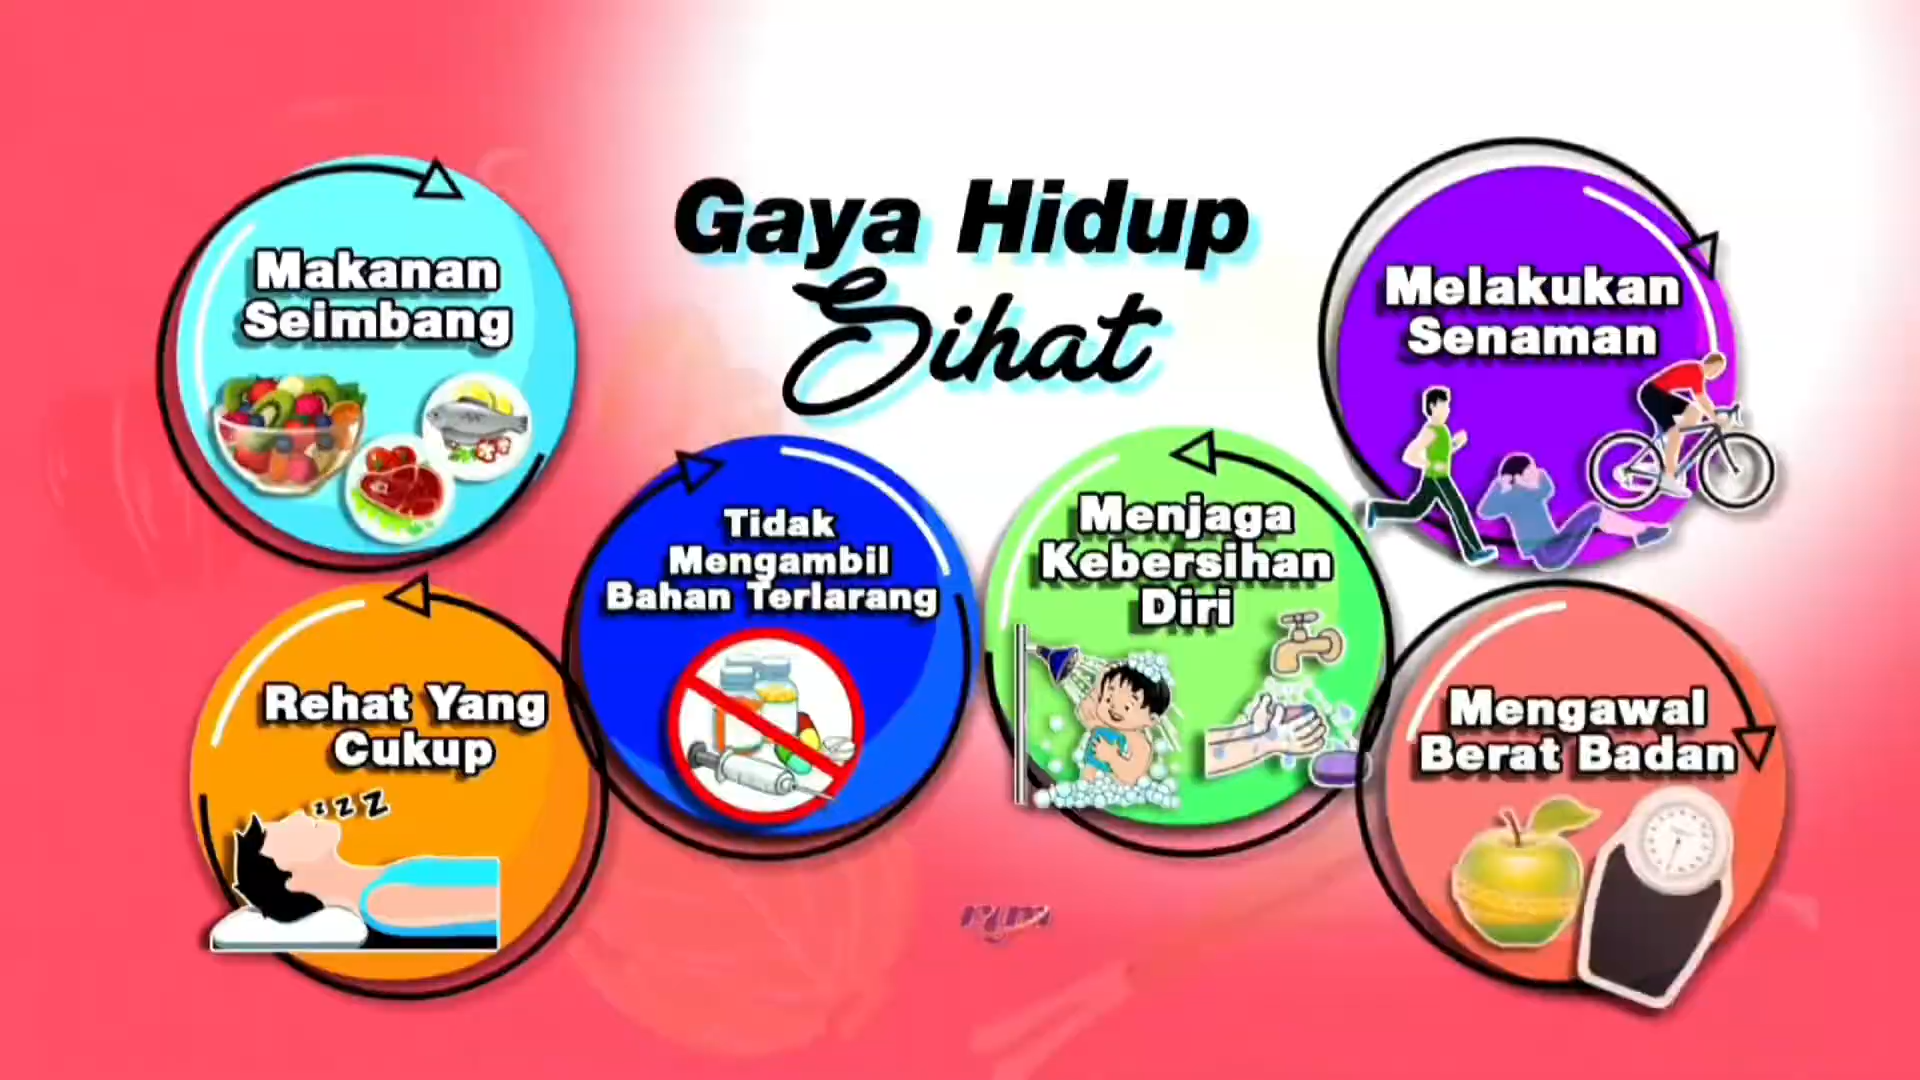 Gaya Hidup
Sihat
Makanan
Seimbang
Rehat Yang
Cukup
z z Z
Tidak
Mengambil
Bahan Terlarang
Menjaga
Kebersihan
Diri
Melakukan
Senaman
Mengawal
Berat Badan